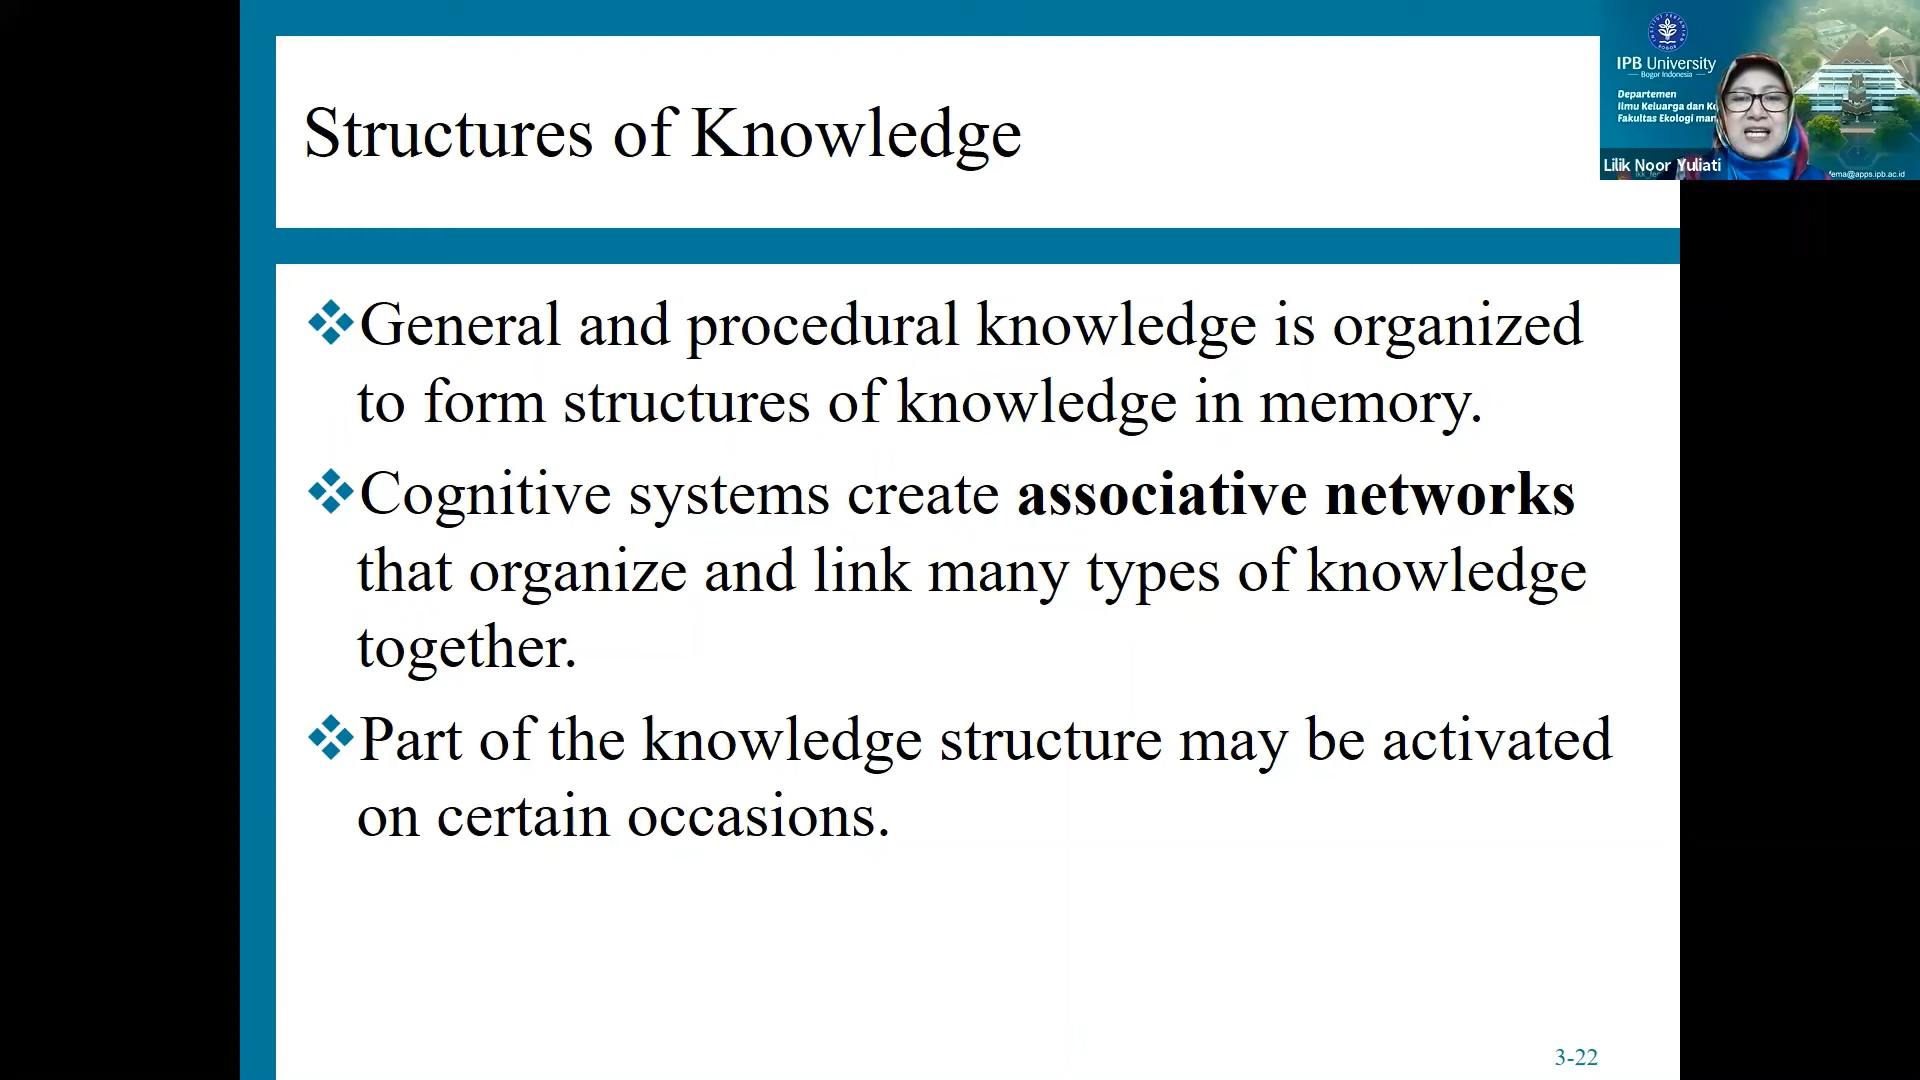 Structures of Knowledge
General and procedural knowledge is organized
to form structures of knowledge in memory.
Cognitive systems create associative networks
that organize and link many types of knowledge
together.
Part of the knowledge structure may be activated
on certain occasions.
3-22
INSTITUT PERTANIAN
BOGOR
IPB University
Bogor Indonesia
Departemen
Ilmu Keluarga dan
Fakultas Ekologi
Lilik Noor Yuliati
fema@apps.ipb.ac.id